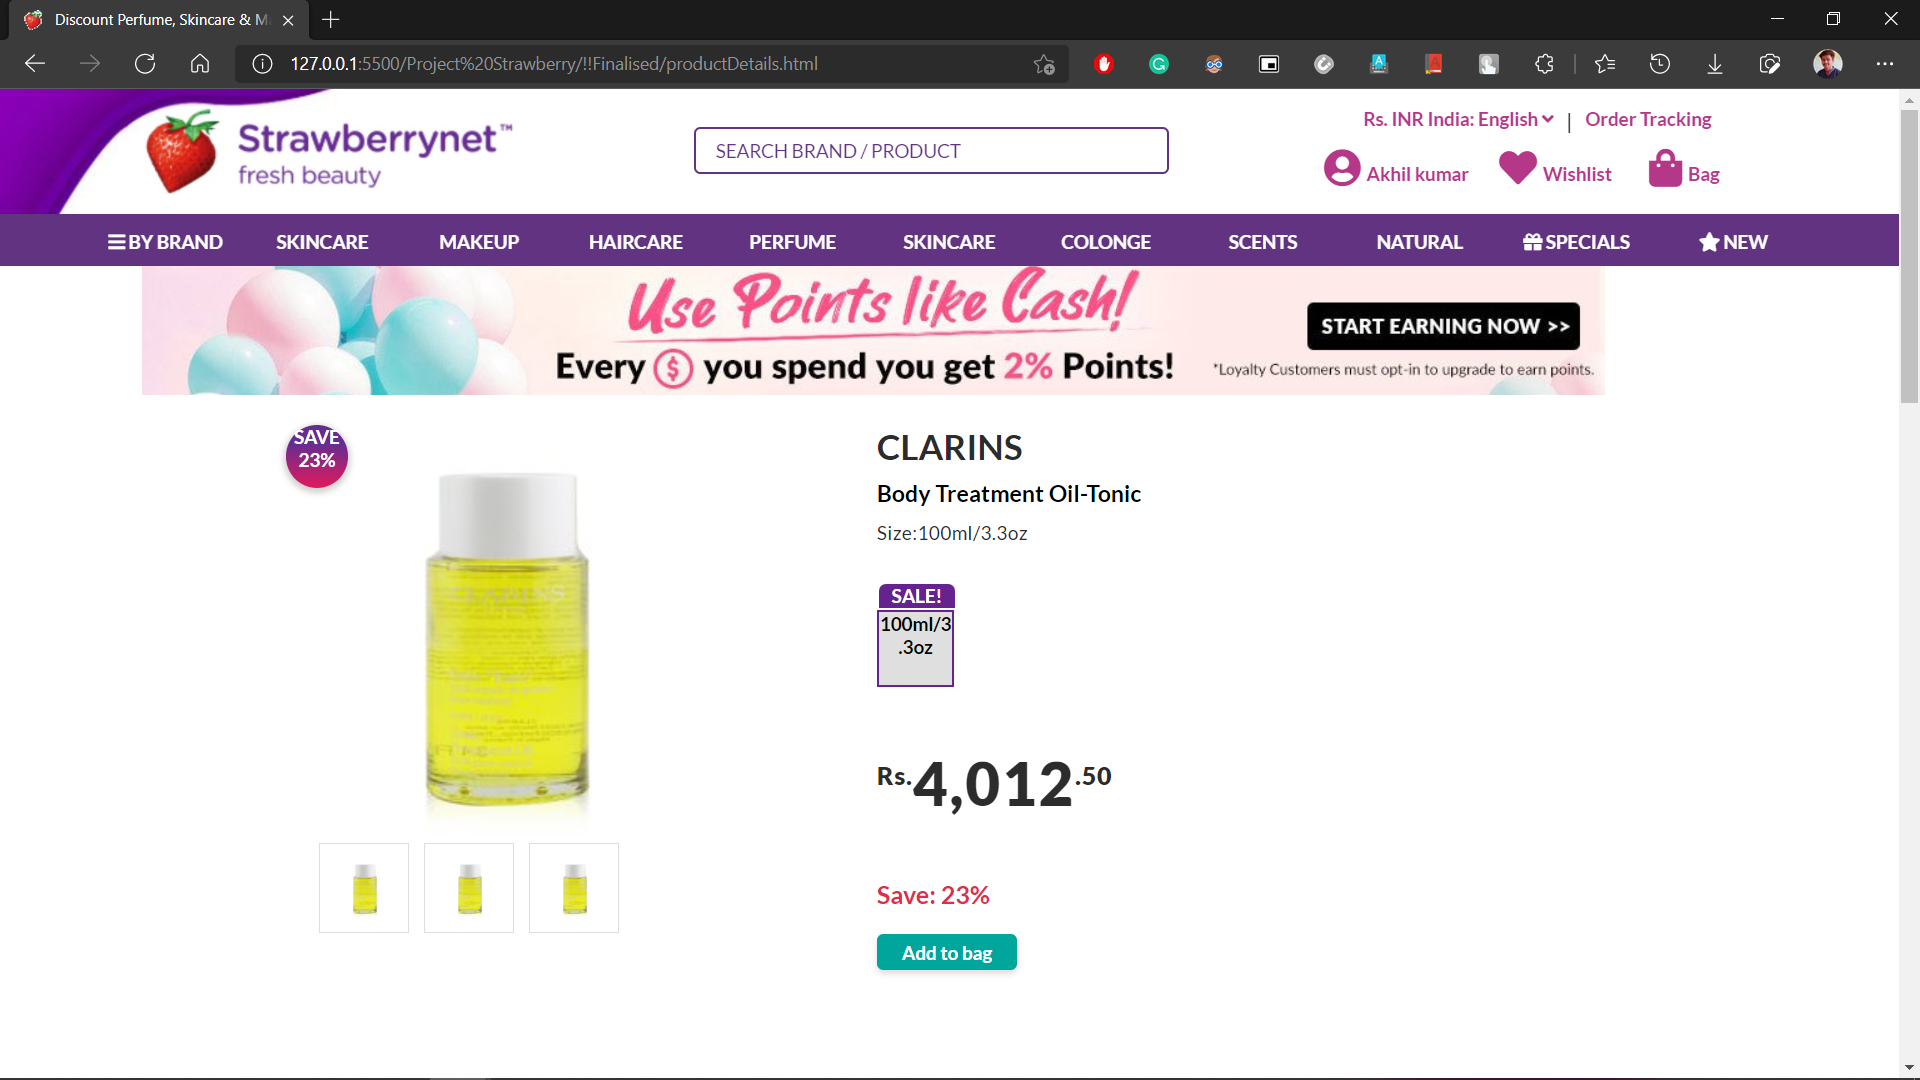 Discount Perfume, Skincare & M
127.0.0.1:5500/Project%20Strawberry/!!Finalised/productDetails.html
Strawberrynet™
fresh beauty
SEARCH BRAND / PRODUCT
Rs. INR India: English | Order Tracking
Akhil kumar Wishlist Bag
BY BRAND SKINCARE MAKEUP HAIRCARE PERFUME SKINCARE COLONGE SCENTS NATURAL SPECIALS NEW
Use Points like Cash!
Every $ you spend you get 2% Points!
START EARNING NOW >>
*Loyalty Customers must opt-in to upgrade to earn points.
SAVE
23%
CLARINS
CLARINS
Body Treatment Oil-Tonic
Size:100ml/3.3oz
SALE!
100ml/3
.3oz
Rs.4,012.50
Save: 23%
Add to bag